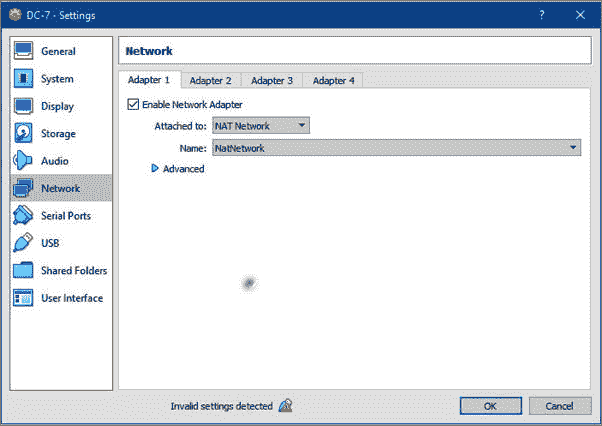 DC-7 - Settings
General
System
Display
Storage
Audio
Network
Serial Ports
USB
Shared Folders
User Interface
Network
Adapter 1 Adapter 2 Adapter 3 Adapter 4
Enable Network Adapter
Attached to: NAT Network
Name: NatNetwork
Advanced
Invalid settings detected
OK Cancel